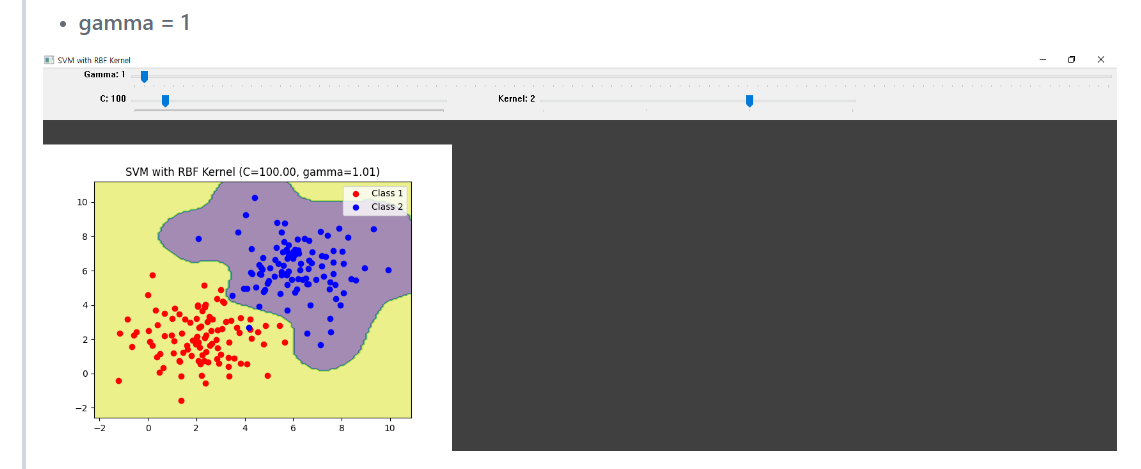 • gamma = 1
SVM with RBF Kernel
Gamma: 1
C: 100 Kernel: 2
SVM with RBF Kernel (C=100.00, gamma=1.01)
Class 1
Class 2
10
8
6
4
2
0
−2
−2 0 2 4 6 8 10